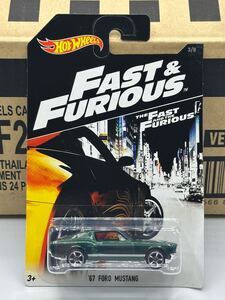 Hot Wheels
3/8
FAST &
FURIOUS
THE FAST
AND THE
FURIOUS
3+
'67 FORD MUSTANG
ELS CA
F2
THAILA
NS 24 P
VE